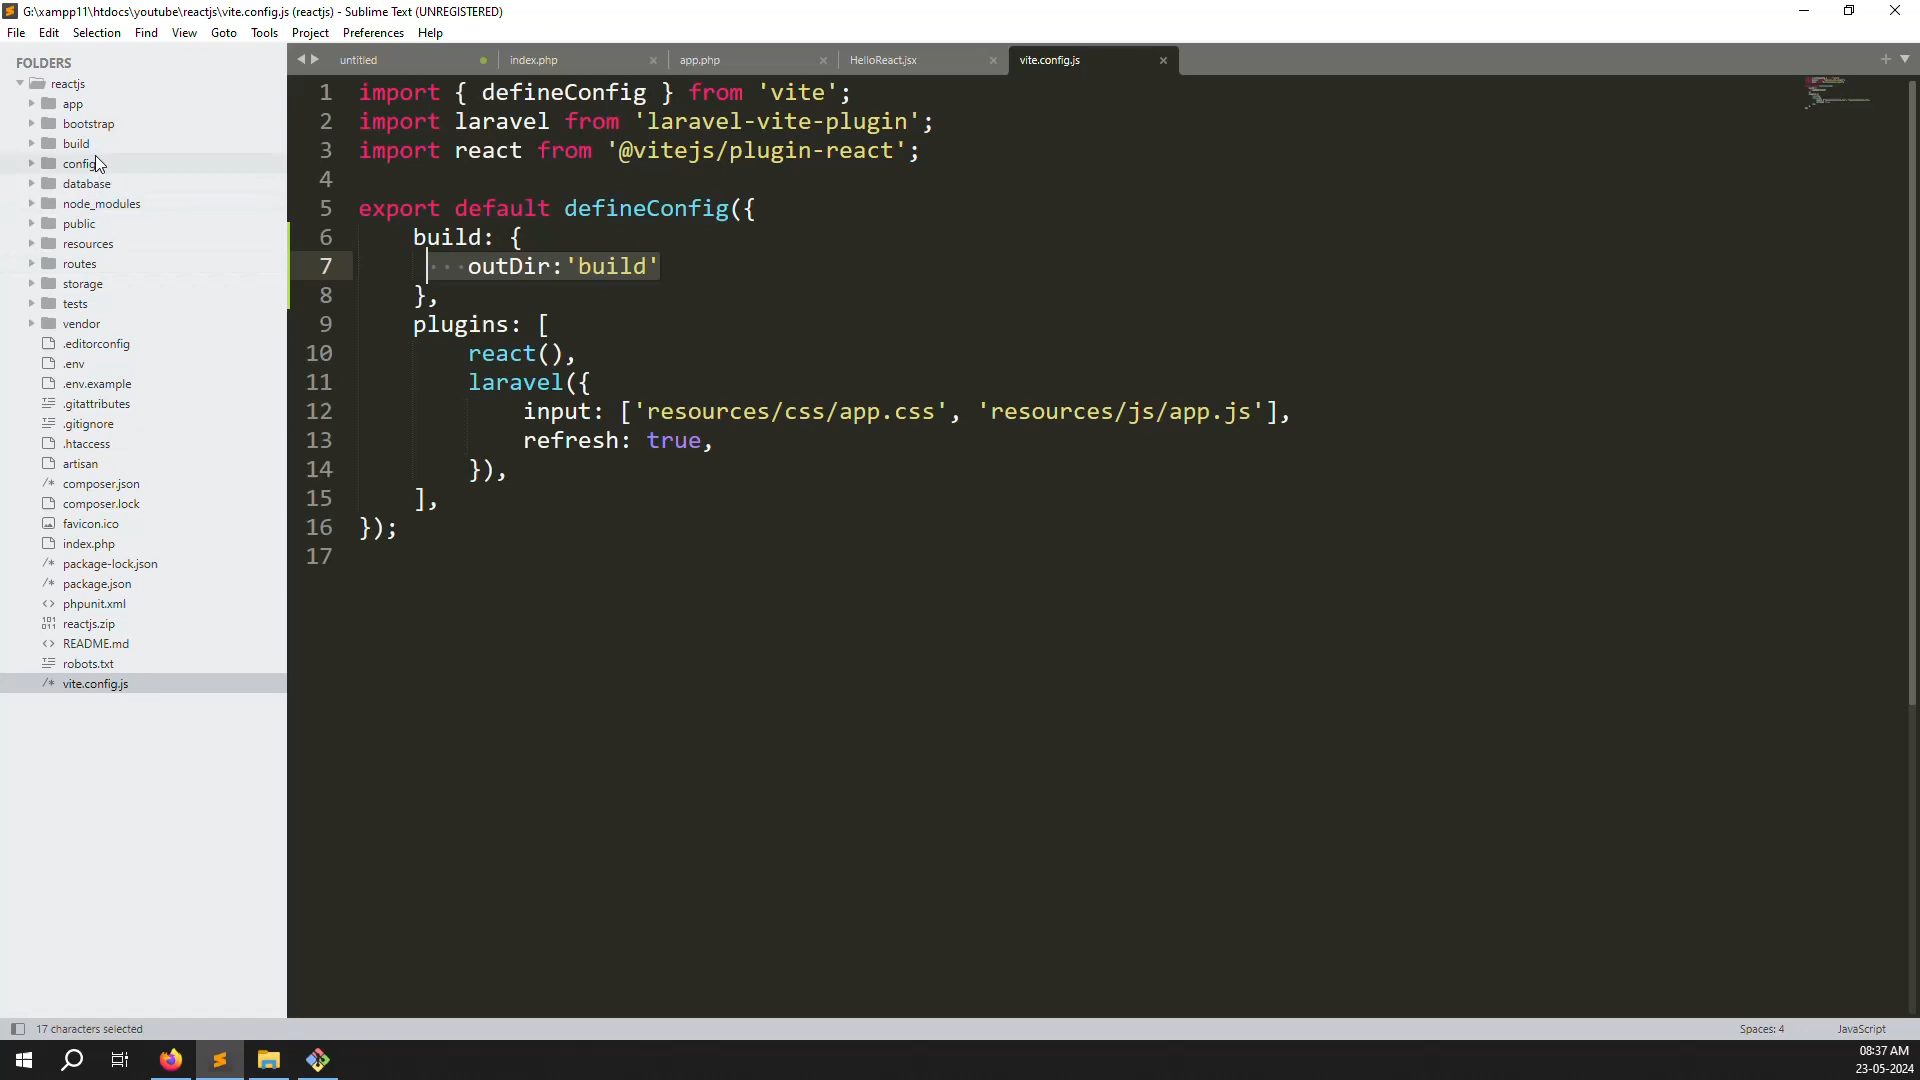 G:\xampp11\htdocs\youtube\reactjs\vite.config.js (reactjs) - Sublime Text (UNREGISTERED)
File Edit Selection Find View Goto Tools Project Preferences Help
FOLDERS
reactjs
app
bootstrap
build
config
database
node_modules
public
resources
routes
storage
tests
vendor
.editorconfig
.env
.env.example
.gitattributes
.gitignore
.htaccess
artisan
/* composer.json
composer.lock
favicon.ico
index.php
/* package-lock.json
/* package.json
<> phpunit.xml
reactjs.zip
<> README.md
robots.txt
/* vite.config.js
untitled index.php app.php HelloReact.jsx vite.config.js
1 import { defineConfig } from 'vite';
2 import laravel from 'laravel-vite-plugin';
3 import react from '@vitejs/plugin-react';
4
5 export default defineConfig({
6     build: {
7         outDir:'build'
8     },
9     plugins: [
10         react(),
11         laravel({
12             input: ['resources/css/app.css', 'resources/js/app.js'],
13             refresh: true,
14         }),
15     ],
16 });
17
17 characters selected
Spaces: 4 JavaScript
08:37 AM
23-05-2024